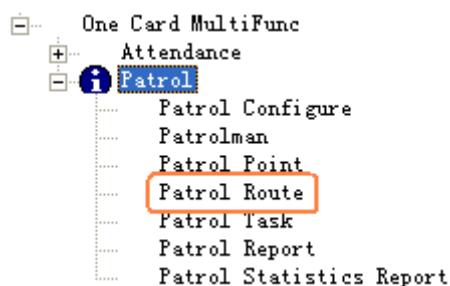 One Card MultiFunc
Attendance
Patrol
Patrol Configure
Patrolman
Patrol Point
Patrol Route
Patrol Task
Patrol Report
Patrol Statistics Report